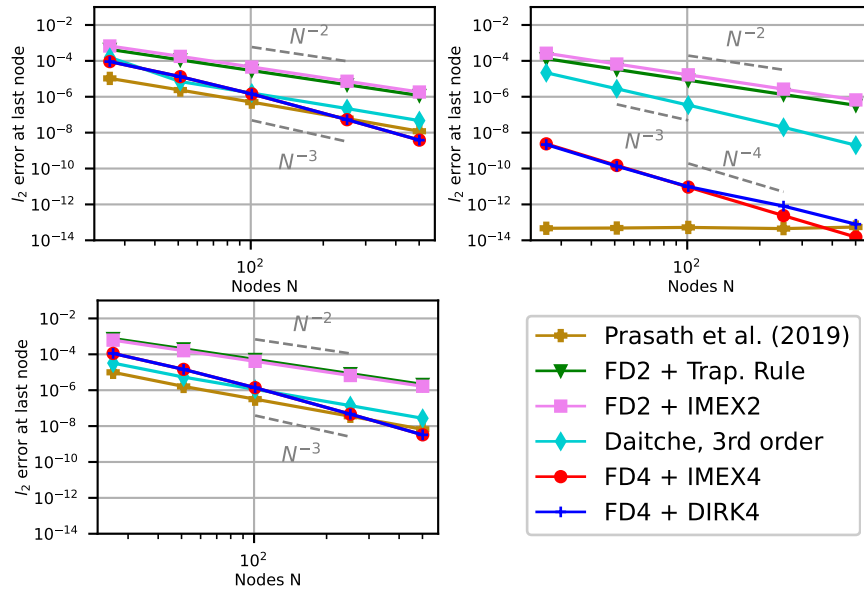 10^−2
10^−4
10^−6
10^−8
10^−10
10^−12
10^−14
l_2 error at last node
N^−2
N^−3
10^2
Nodes N
10^−2
10^−4
10^−6
10^−8
10^−10
10^−12
10^−14
l_2 error at last node
N^−2
N^−3
N^−4
10^2
Nodes N
10^−2
10^−4
10^−6
10^−8
10^−10
10^−12
10^−14
l_2 error at last node
N^−2
N^−3
10^2
Nodes N
Prasath et al. (2019)
FD2 + Trap. Rule
FD2 + IMEX2
Daitche, 3rd order
FD4 + IMEX4
FD4 + DIRK4